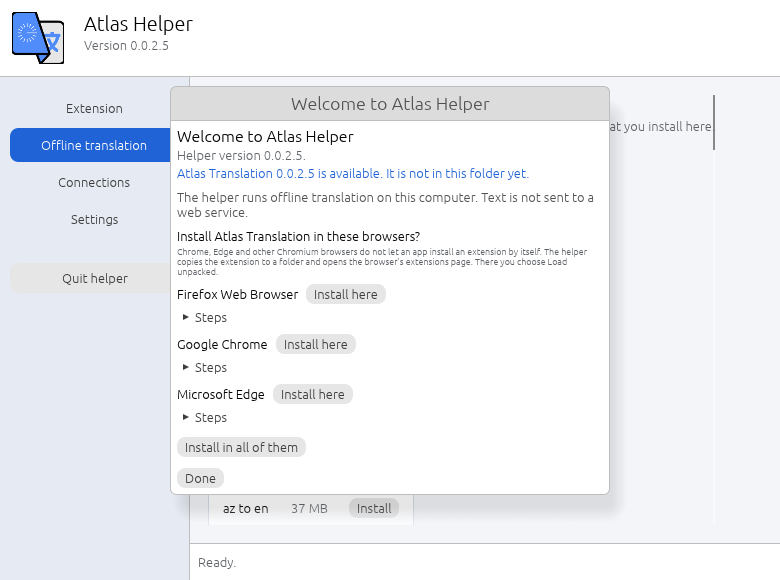 Atlas Helper
Version 0.0.2.5
Extension
Offline translation
Connections
Settings
Quit helper
at you install here.
Welcome to Atlas Helper
Welcome to Atlas Helper
Helper version 0.0.2.5.
Atlas Translation 0.0.2.5 is available. It is not in this folder yet.
The helper runs offline translation on this computer. Text is not sent to a
web service.
Install Atlas Translation in these browsers?
Chrome, Edge and other Chromium browsers do not let an app install an extension by itself. The helper
copies the extension to a folder and opens the browser's extensions page. There you choose Load
unpacked.
Firefox Web Browser Install here
Steps
Google Chrome Install here
Steps
Microsoft Edge Install here
Steps
Install in all of them
Done
az to en 37 MB Install
Ready.